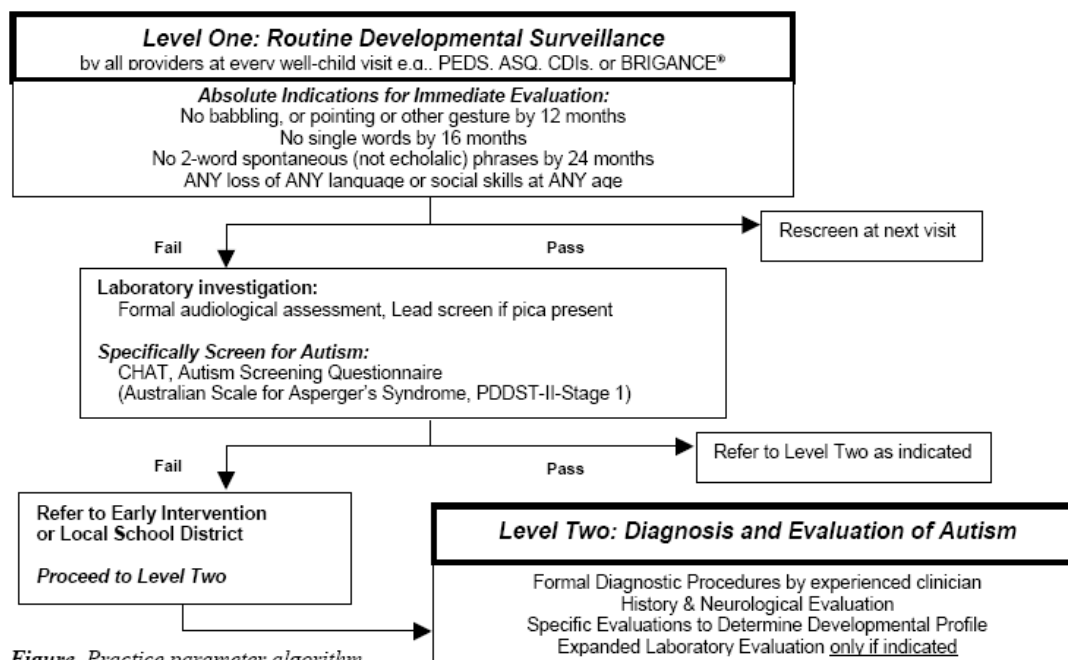 Level One: Routine Developmental Surveillance
by all providers at every well-child visit e.g., PEDS, ASQ, CDIs, or BRIGANCE®
Absolute Indications for Immediate Evaluation:
No babbling, or pointing or other gesture by 12 months
No single words by 16 months
No 2-word spontaneous (not echolalic) phrases by 24 months
ANY loss of ANY language or social skills at ANY age
Fail
Pass
Rescreen at next visit
Laboratory investigation:
Formal audiological assessment, Lead screen if pica present
Specifically Screen for Autism:
CHAT, Autism Screening Questionnaire
(Australian Scale for Asperger's Syndrome, PDDST-II-Stage 1)
Fail
Pass
Refer to Level Two as indicated
Refer to Early Intervention
or Local School District
Proceed to Level Two
Level Two: Diagnosis and Evaluation of Autism
Formal Diagnostic Procedures by experienced clinician
History & Neurological Evaluation
Specific Evaluations to Determine Developmental Profile
Expanded Laboratory Evaluation only if indicated
Figure. Practice parameter algorithm